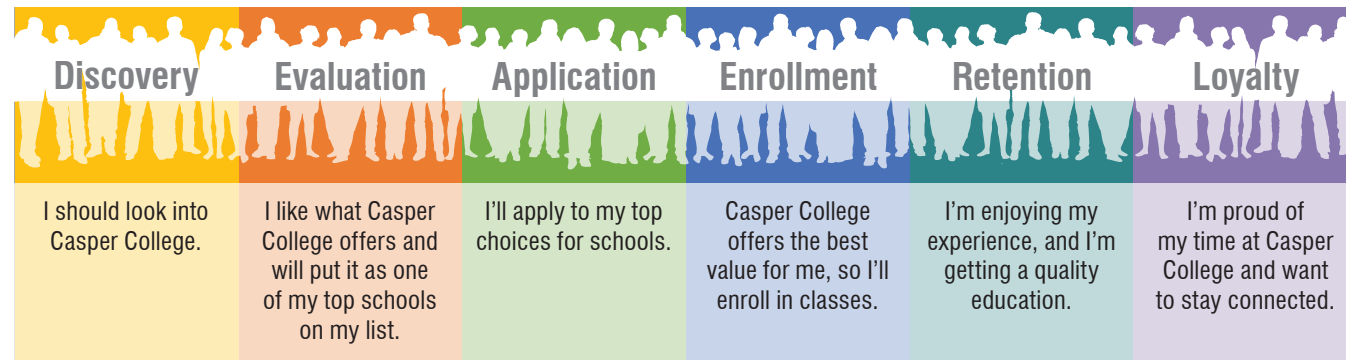 Discovery
I should look into
Casper College.
Evaluation
I like what Casper
College offers and
will put it as one
of my top schools
on my list.
Application
I’ll apply to my top
choices for schools.
Enrollment
Casper College
offers the best
value for me, so I’ll
enroll in classes.
Retention
I’m enjoying my
experience, and I’m
getting a quality
education.
Loyalty
I’m proud of
my time at Casper
College and want
to stay connected.